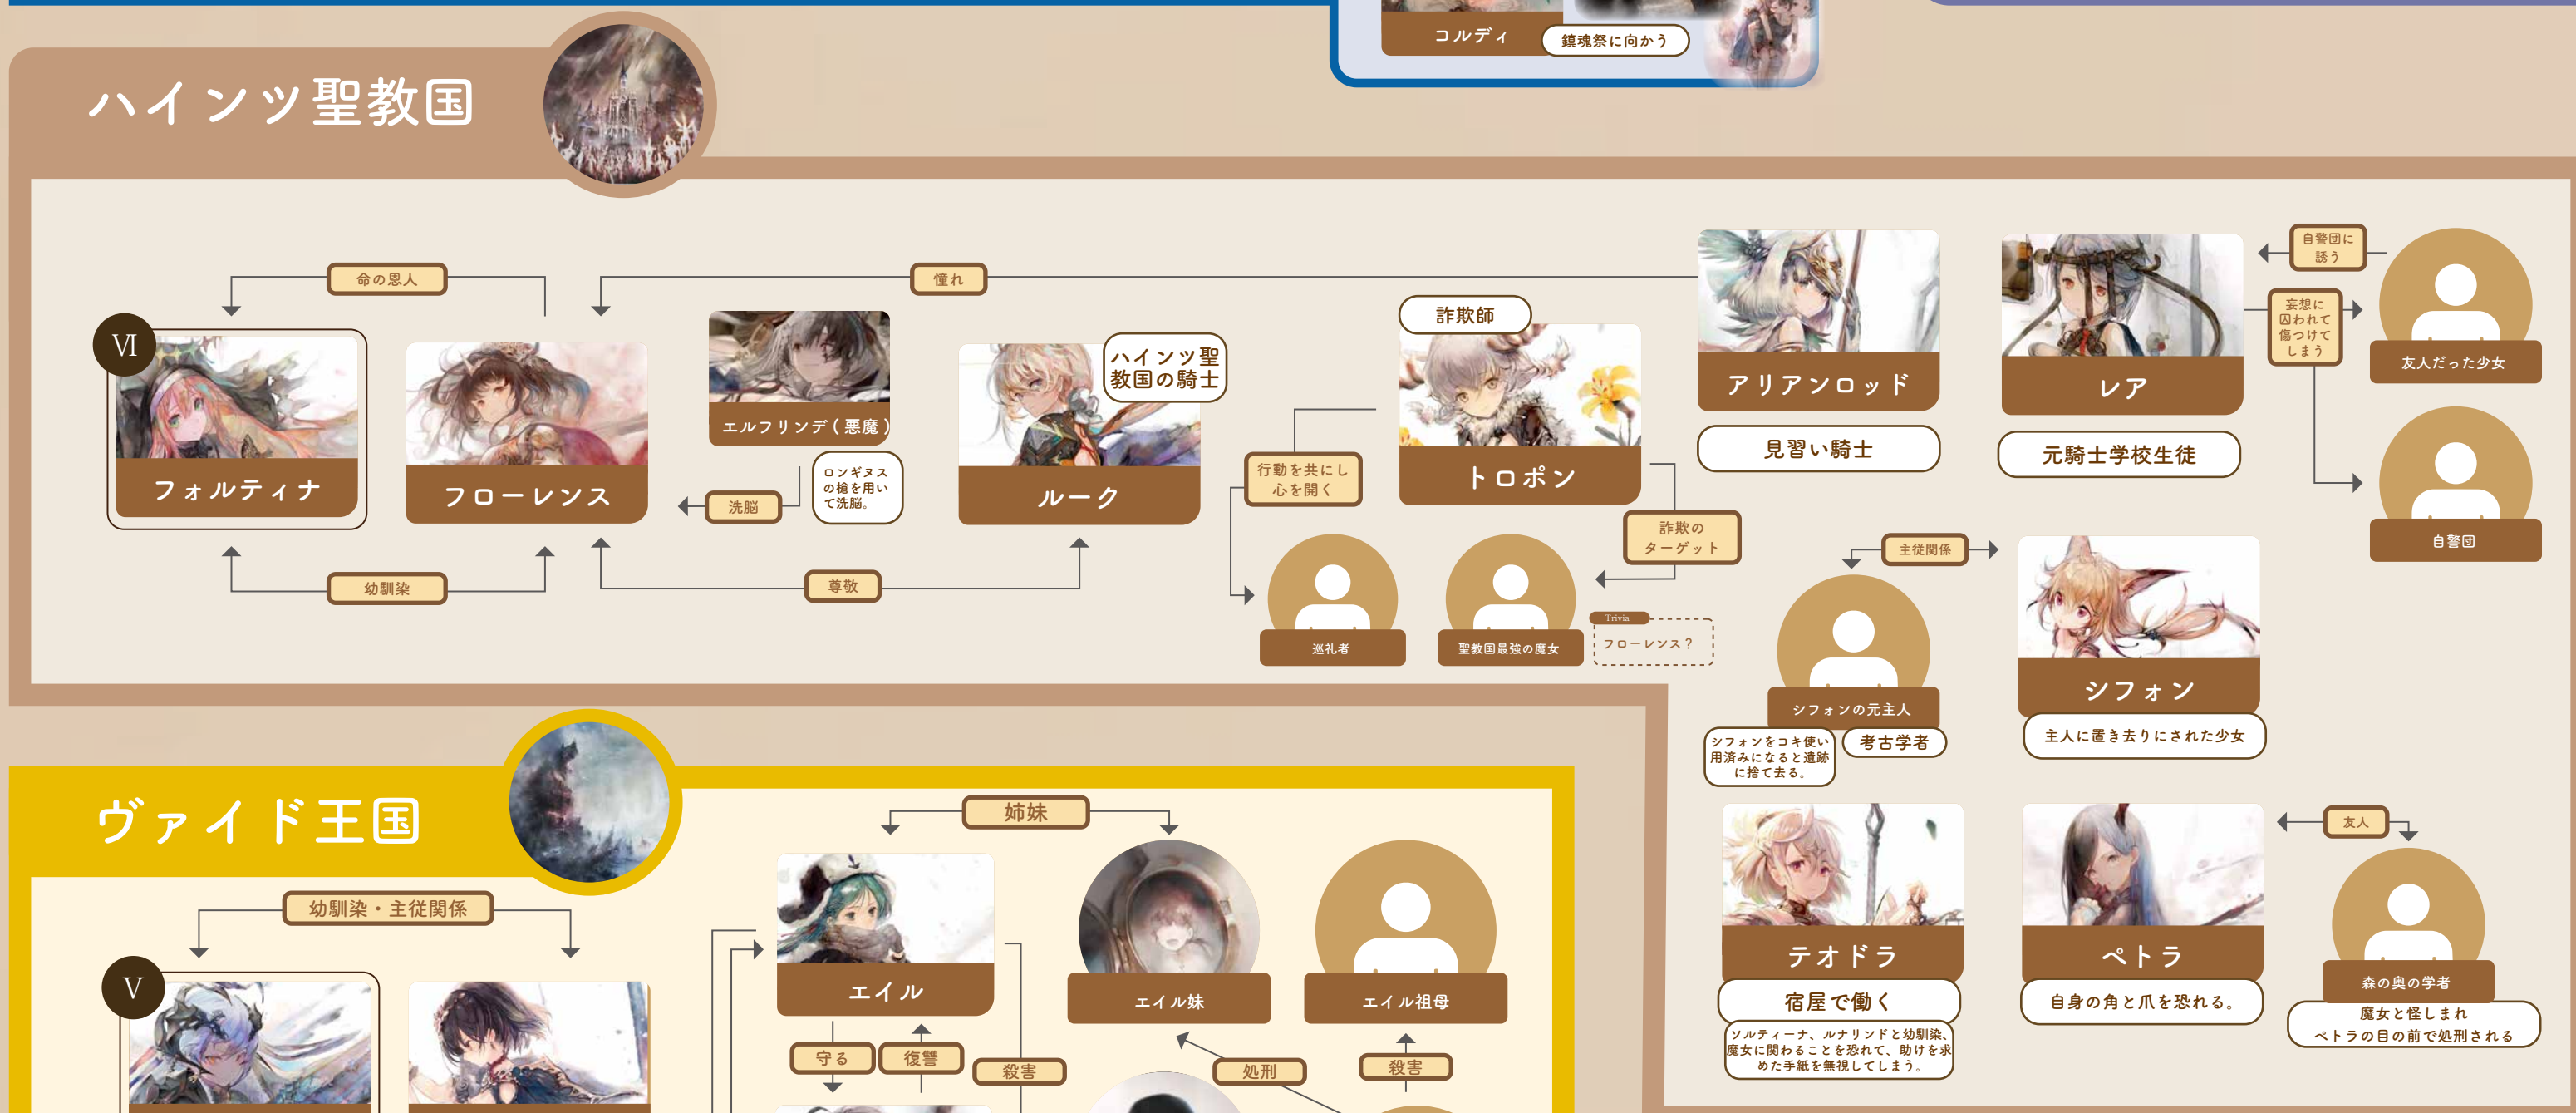 コルディ
鎮魂祭に向かう
ハインツ聖教国
命の恩人
憧れ
VI
フォルティナ
フローレンス
幼馴染
エルフリンデ(悪魔)
ロンギヌス
の槍を用い
て洗脳。
洗脳
ハインツ聖
教国の騎士
ルーク
尊敬
詐欺師
トロポン
行動を共にし
心を開く
詐欺の
ターゲット
巡礼者
聖教国最強の魔女
Trivia
フローレンス？
アリアンロッド
見習い騎士
レア
元騎士学校生徒
自警団に
誘う
妄想に
囚われて
傷つけて
しまう
友人だった少女
自警団
主従関係
シフォンの元主人
シフォンをコキ使い
用済みになると遺跡
に捨て去る。
考古学者
シフォン
主人に置き去りにされた少女
テオドラ
宿屋で働く
ソルティーナ、ルナリンドと幼馴染、
魔女に関わることを恐れて、助けを求
めた手紙を無視してしまう。
ペトラ
自身の角と爪を恐れる。
友人
森の奥の学者
魔女と怪しまれ
ペトラの目の前で処刑される
ヴァイド王国
幼馴染・主従関係
V
姉妹
エイル
エイル妹
エイル祖母
守る
復讐
殺害
処刑
殺害